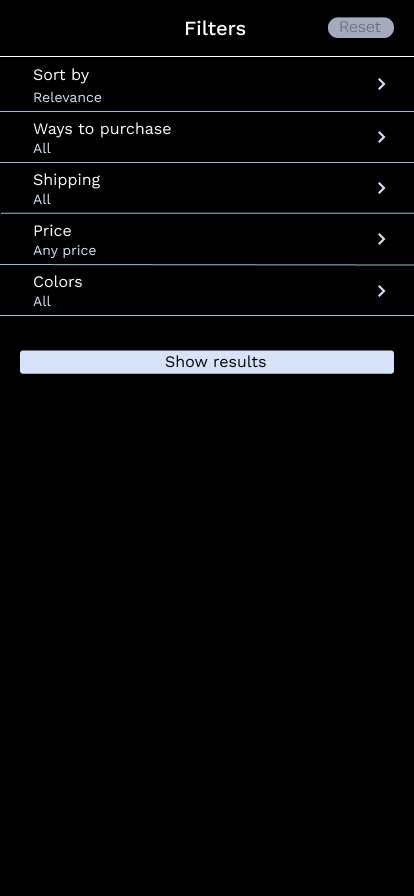 Filters
Reset
Sort by
Relevance
Ways to purchase
All
Shipping
All
Price
Any price
Colors
All
Show results